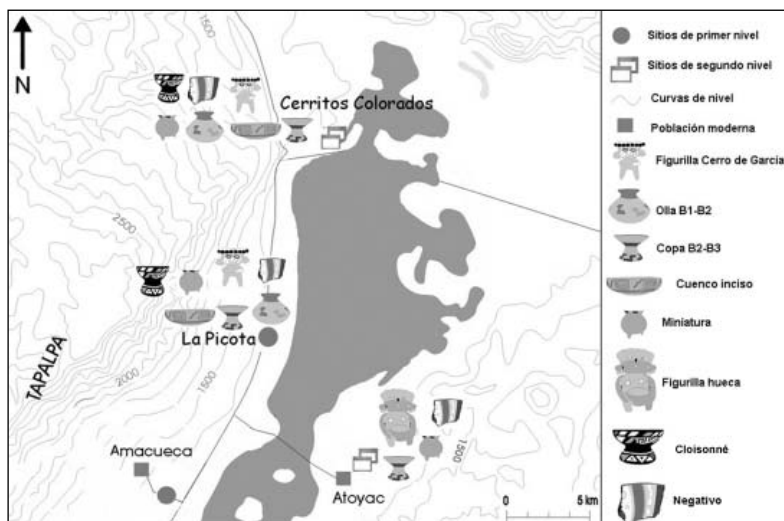 N
1500
Cerritos Colorados
2500
La Picota
TAPALPA
2000
1500
Amacueca
Atoyac
1500
0
5 km
Sitios de primer nivel
Sitios de segundo nivel
Curvas de nivel
Población moderna
Figurilla Cerro de Garcia
Olla B1-B2
Copa B2-B3
Cuenco inciso
Miniatura
Figurilla hueca
Cloisonné
Negativo